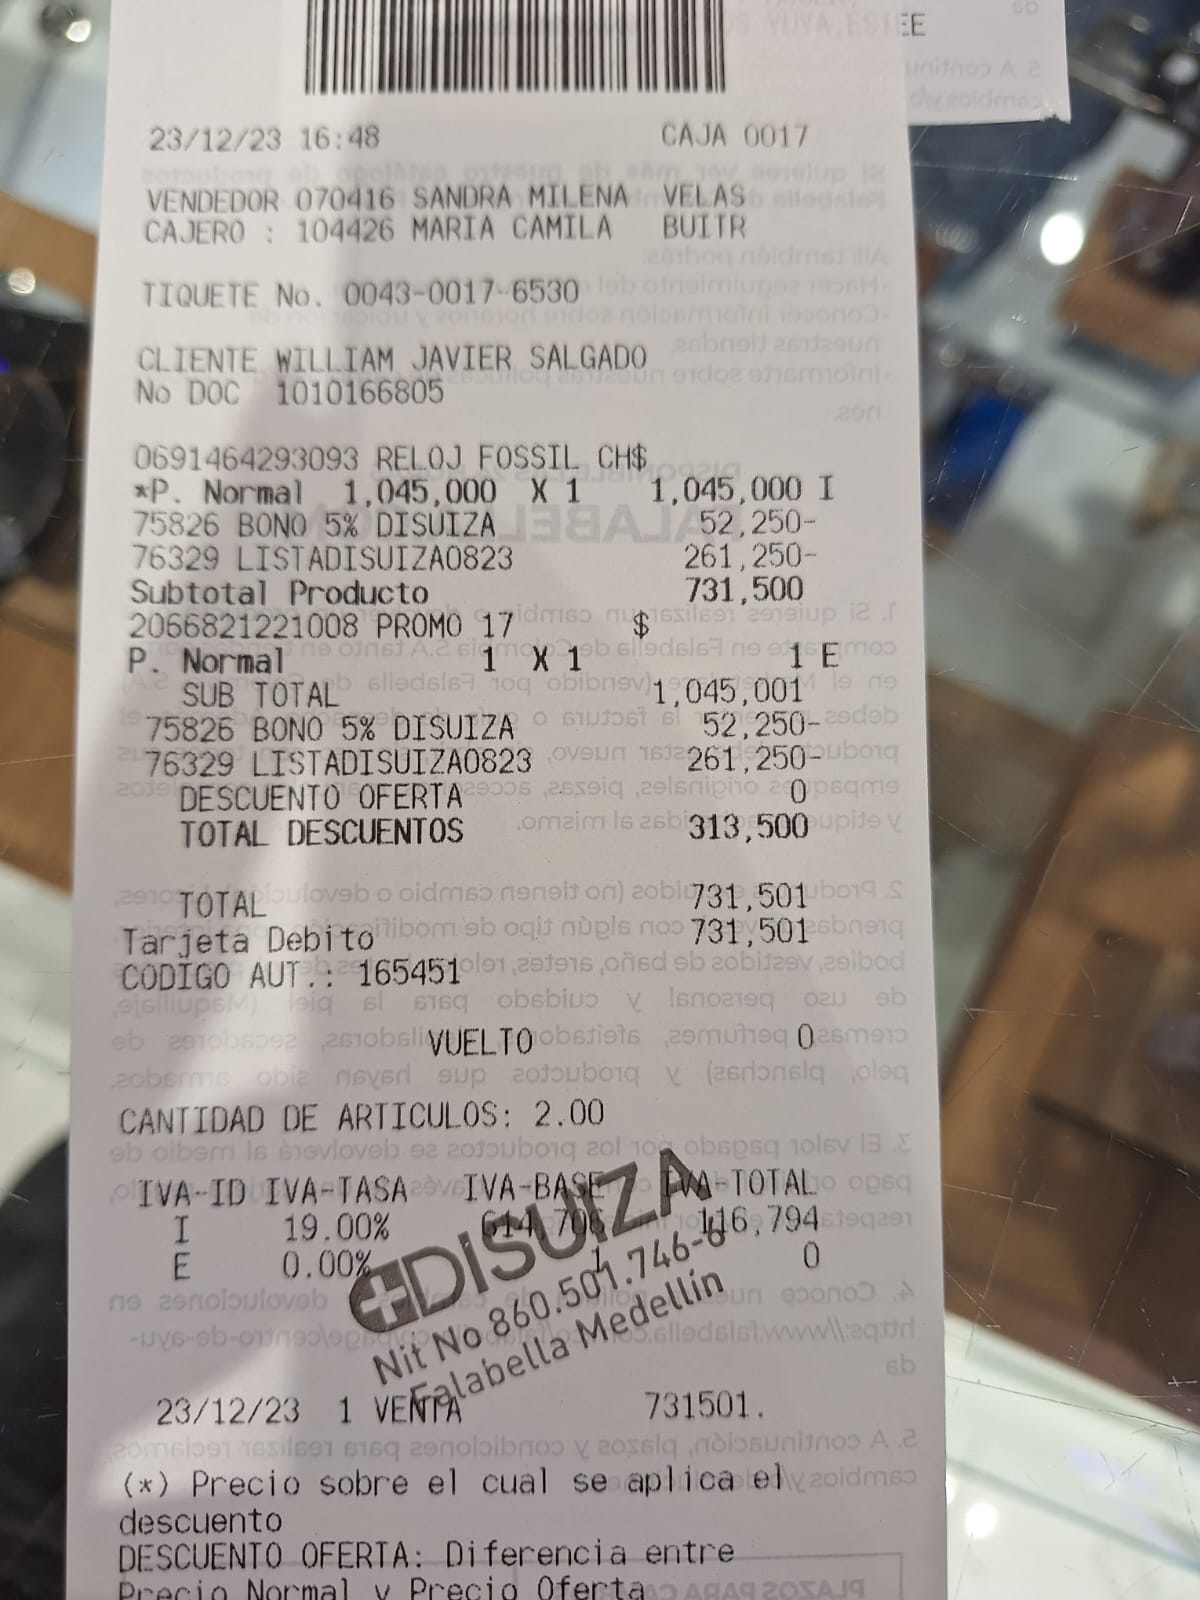 YUYA,ESTEE
23/12/23 16:48 CAJA 0017
VENDEDOR 070416 SANDRA MILENA VELAS
CAJERO : 104426 MARIA CAMILA BUITR
TIQUETE No. 0043-0017-6530
CLIENTE WILLIAM JAVIER SALGADO
No DOC 1010166805
0691464293093 RELOJ FOSSIL CH$
*P. Normal 1,045,000 X 1 1,045,000 I
75826 BONO 5% DISUIZA 52,250-
76329 LISTADISUIZA0823 261,250-
Subtotal Producto 731,500
2066821221008 PROMO 17 $
P. Normal 1 X 1 1 E
SUB TOTAL 1,045,001
75826 BONO 5% DISUIZA 52,250-
76329 LISTADISUIZA0823 261,250-
DESCUENTO OFERTA 0
TOTAL DESCUENTOS 313,500
TOTAL 731,501
Tarjeta Debito 731,501
CODIGO AUT.: 165451
VUELTO 0
CANTIDAD DE ARTICULOS: 2.00
IVA-ID IVA-TASA IVA-BASE IVA-TOTAL
I 19.00% 614,706 116,794
E 0.00% 1 0
DISUIZA
Nit No 860.501.746-6
Falabella Medellín
23/12/23 1 VENTA 731501.
(*) Precio sobre el cual se aplica el
descuento
DESCUENTO OFERTA: Diferencia entre
Precio Normal y Precio Oferta